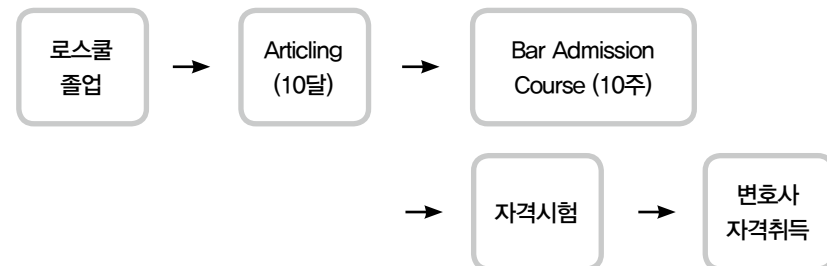 로스쿨
졸업
→
Articling
(10달)
→
Bar Admission
Course (10주)
→
자격시험
→
변호사
자격취득